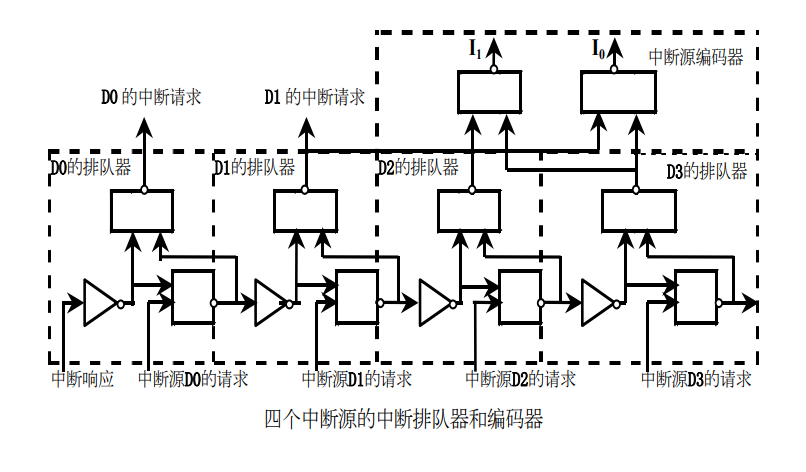 I1
I0
中断源编码器
D0 的中断请求
D1 的中断请求
D0的排队器
D1的排队器
D2的排队器
D3的排队器
中断响应
中断源D0的请求
中断源D1的请求
中断源D2的请求
中断源D3的请求
四个中断源的中断排队器和编码器